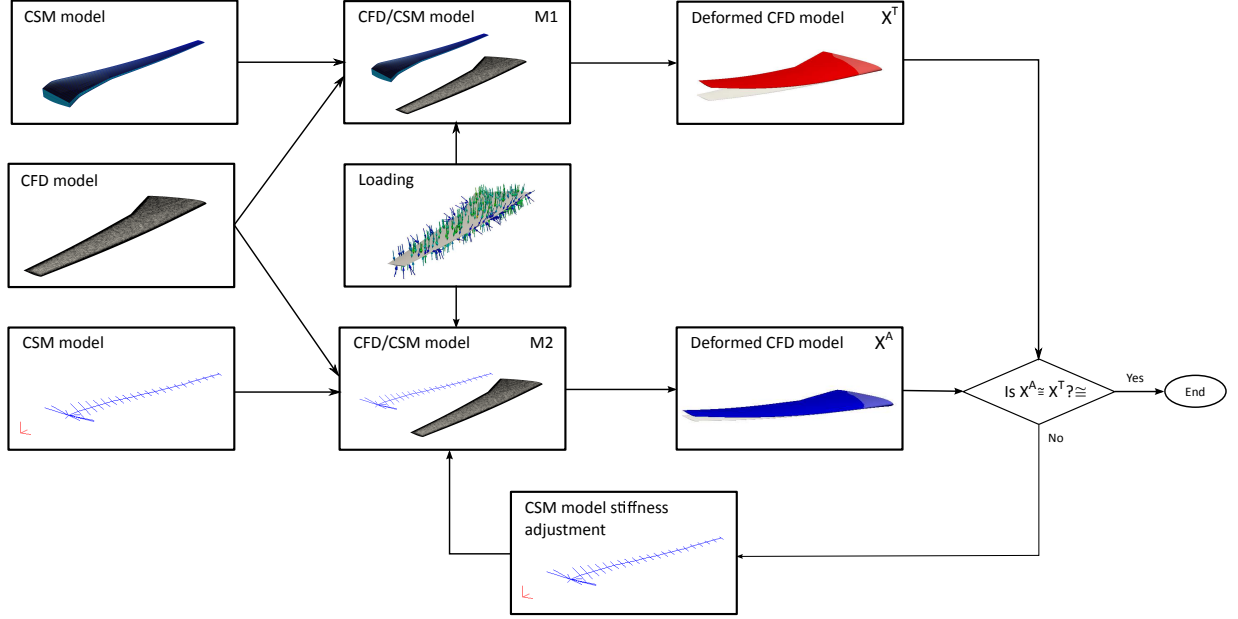 CSM model
CFD/CSM model M1
Deformed CFD model X^T
CFD model
Loading
CSM model
CFD/CSM model M2
Deformed CFD model X^A
Is X^A ≅ X^T?≅
Yes
End
No
CSM model stiffness
adjustment